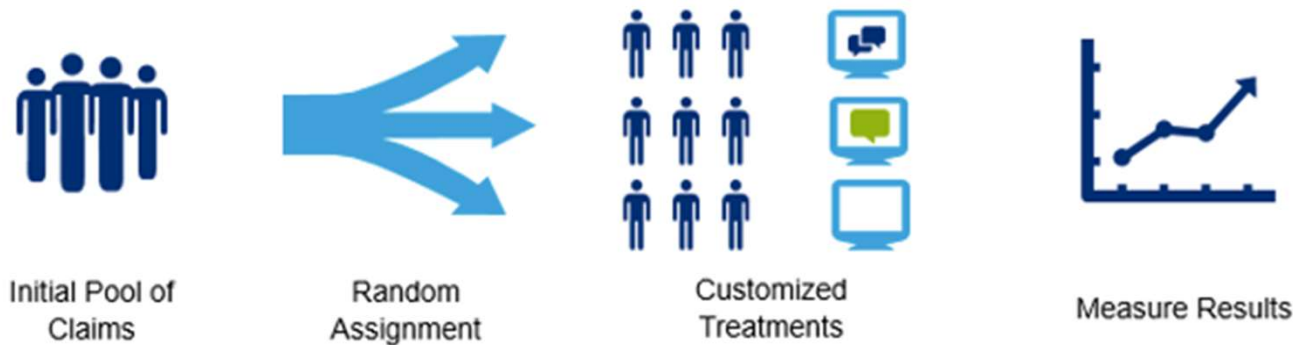 Initial Pool of
Claims
Random
Assignment
Customized
Treatments
Measure Results